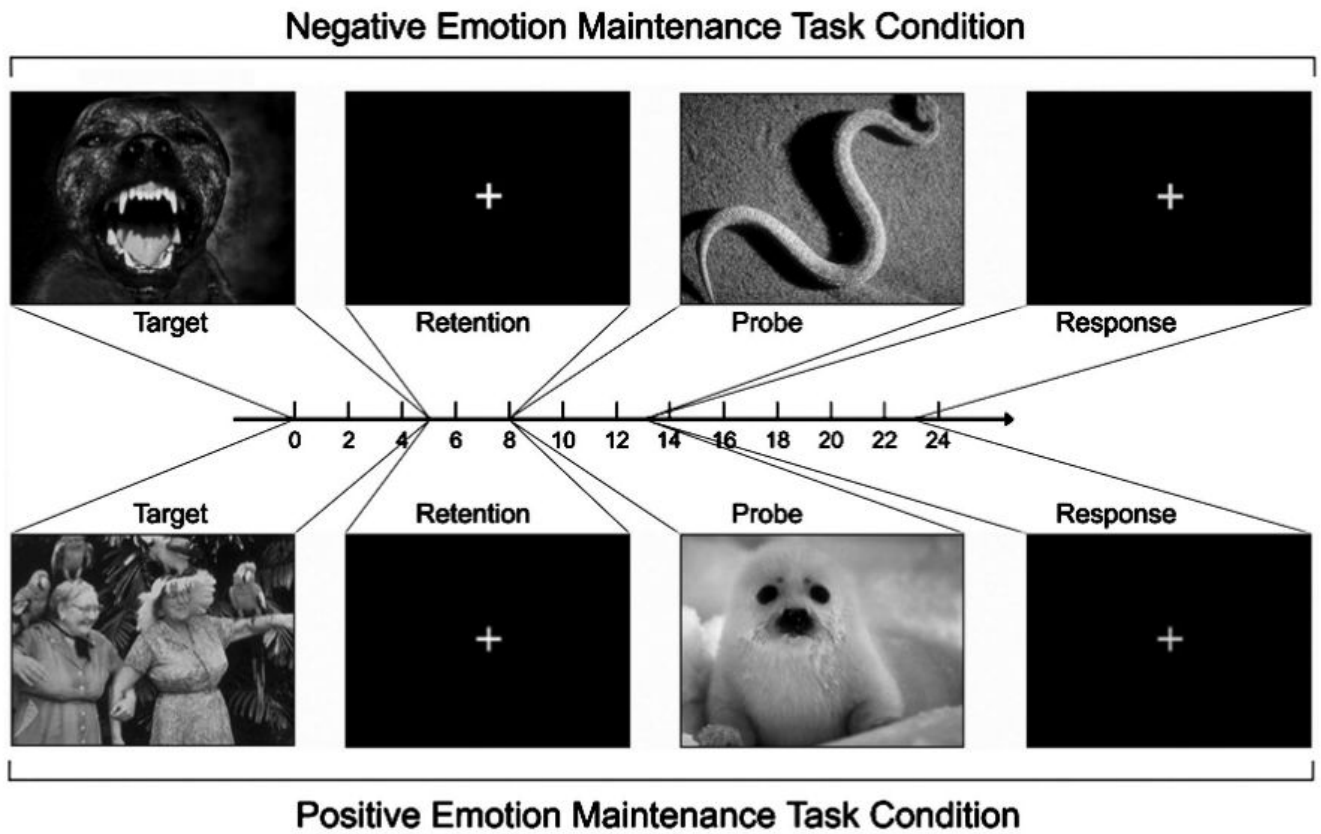 Negative Emotion Maintenance Task Condition
Target Retention Probe Response
0 2 4 6 8 10 12 14 16 18 20 22 24
Target Retention Probe Response
Positive Emotion Maintenance Task Condition